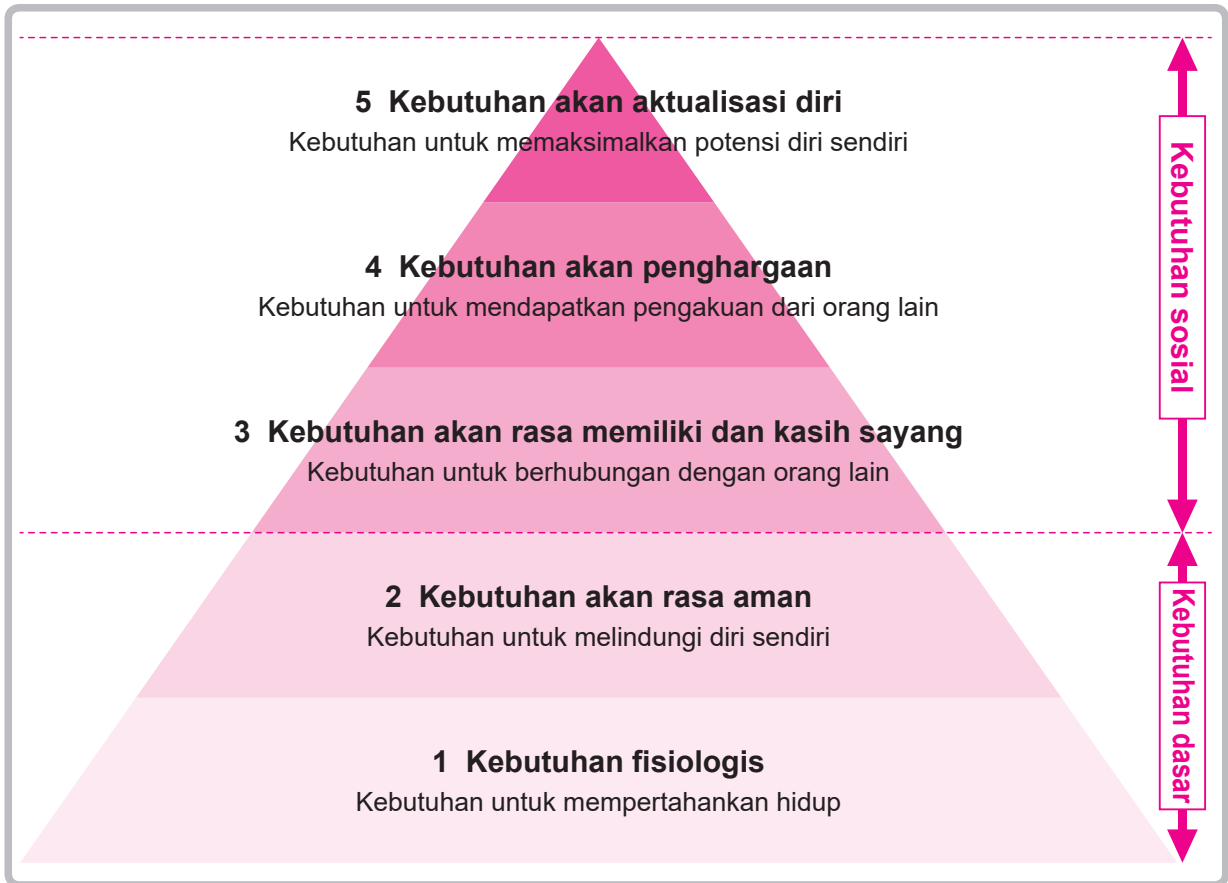 5 Kebutuhan akan aktualisasi diri
Kebutuhan untuk memaksimalkan potensi diri sendiri
4 Kebutuhan akan penghargaan
Kebutuhan untuk mendapatkan pengakuan dari orang lain
3 Kebutuhan akan rasa memiliki dan kasih sayang
Kebutuhan untuk berhubungan dengan orang lain
Kebutuhan sosial
2 Kebutuhan akan rasa aman
Kebutuhan untuk melindungi diri sendiri
1 Kebutuhan fisiologis
Kebutuhan untuk mempertahankan hidup
Kebutuhan dasar